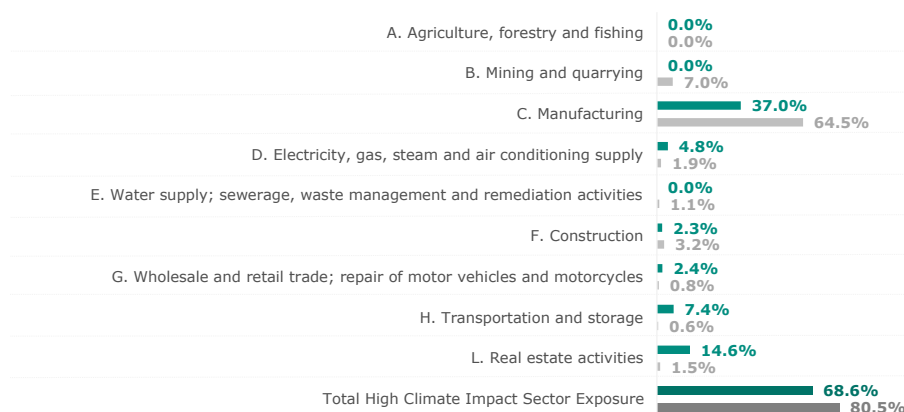 A. Agriculture, forestry and fishing 0.0%
0.0%
B. Mining and quarrying 0.0%
7.0%
C. Manufacturing 37.0%
64.5%
D. Electricity, gas, steam and air conditioning supply 4.8%
1.9%
E. Water supply; sewerage, waste management and remediation activities 0.0%
1.1%
F. Construction 2.3%
3.2%
G. Wholesale and retail trade; repair of motor vehicles and motorcycles 2.4%
0.8%
H. Transportation and storage 7.4%
0.6%
L. Real estate activities 14.6%
1.5%
Total High Climate Impact Sector Exposure 68.6%
80.5%